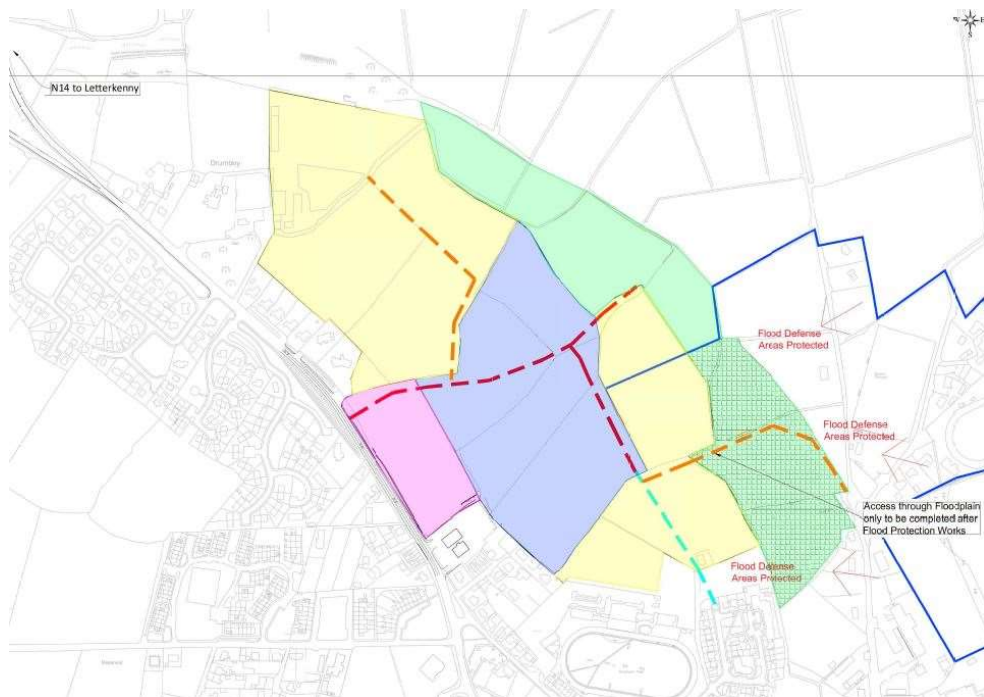 N14 to Letterkenny
Flood Defense
Areas Protected
Flood Defense
Areas Protected
Access through Floodplain
only to be completed after
Flood Protection Works
Flood Defense
Areas Protected